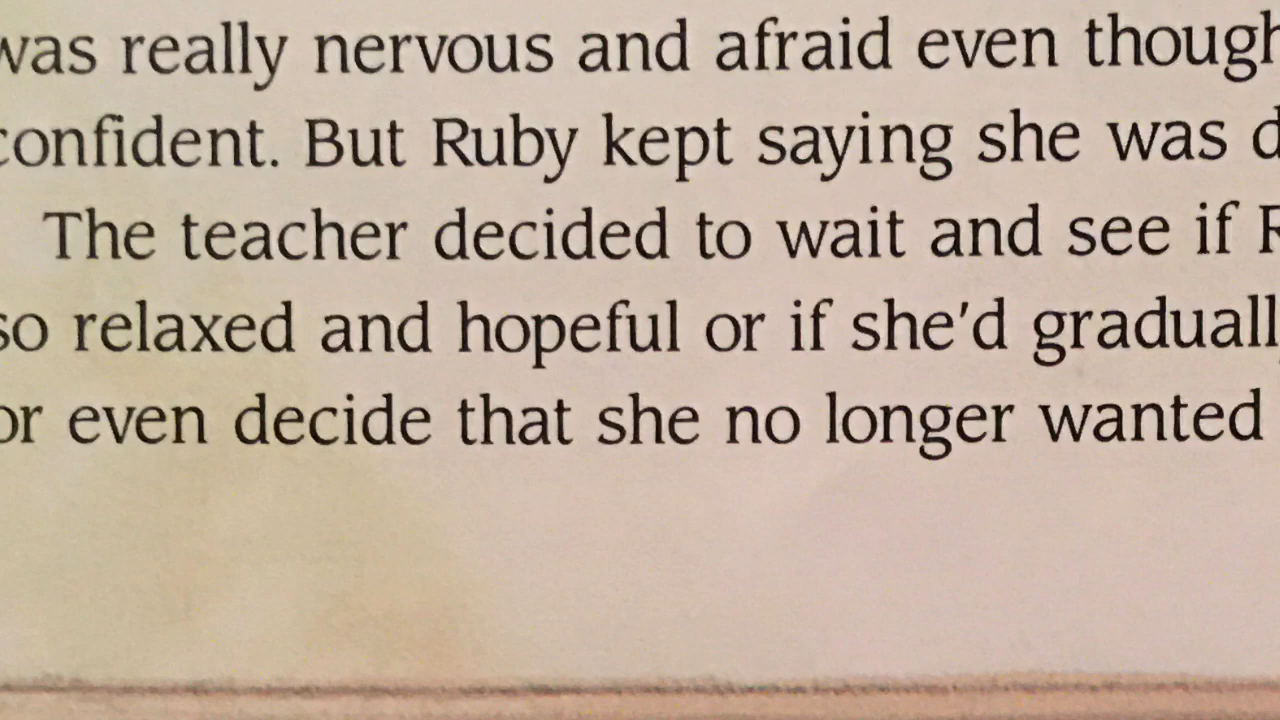 was really nervous and afraid even though
confident. But Ruby kept saying she was
The teacher decided to wait and see if
so relaxed and hopeful or if she'd gradually
or even decide that she no longer wanted